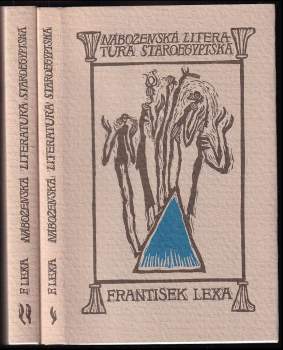 NÁBOŽENSKÁ LITERA
TURA STAROEGYPTSKÁ
FRANTIŠEK LEXA
F. LEXA NÁBOŽENSKÁ LITERATURA STAROEGYPTSKÁ
F. LEXA NÁBOŽENSKÁ LITERATURA STAROEGYPTSKÁ